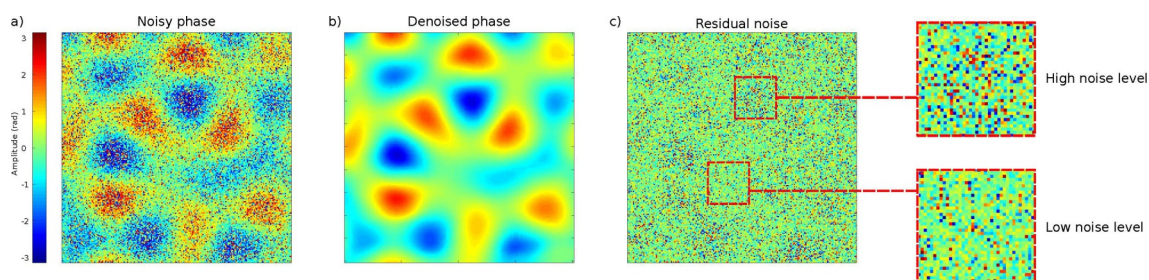 a)
Noisy phase
b)
Denoised phase
c)
Residual noise
3
2
1
0
-1
-2
-3
Amplitude (rad)
High noise level
Low noise level